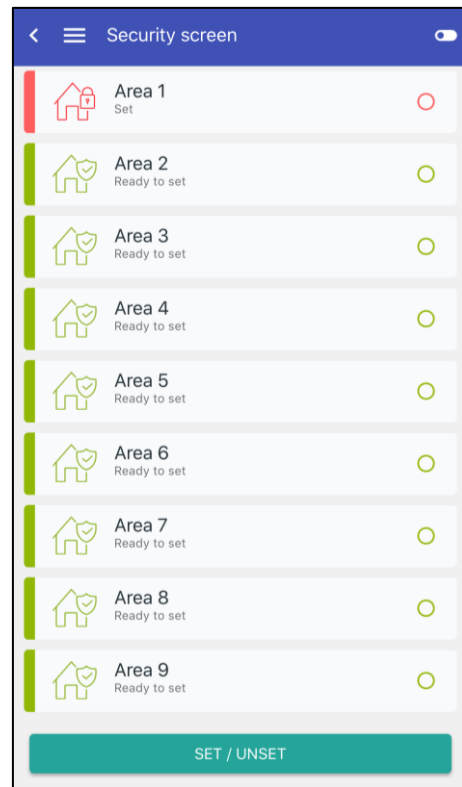 Security screen
Area 1
Set
Area 2
Ready to set
Area 3
Ready to set
Area 4
Ready to set
Area 5
Ready to set
Area 6
Ready to set
Area 7
Ready to set
Area 8
Ready to set
Area 9
Ready to set
SET / UNSET